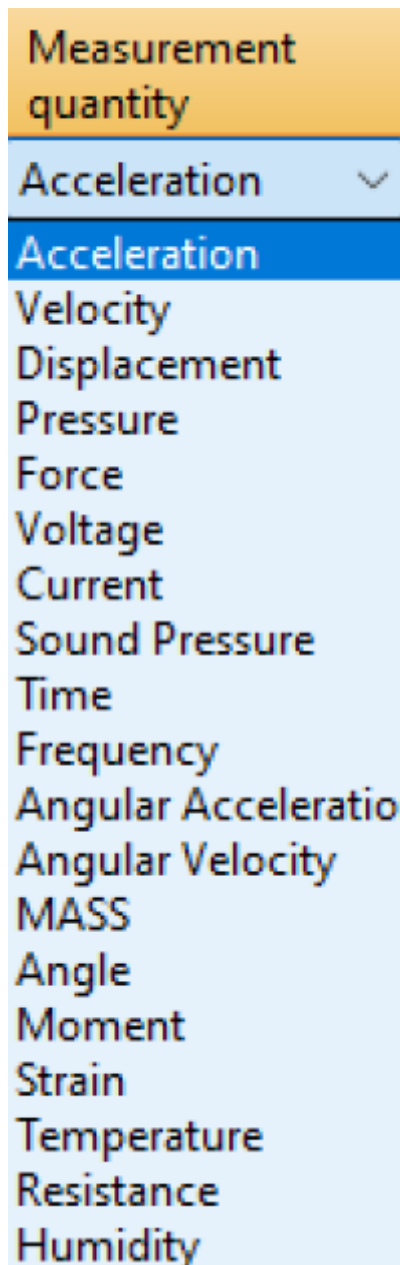 Measurement
quantity
Acceleration
Acceleration
Velocity
Displacement
Pressure
Force
Voltage
Current
Sound Pressure
Time
Frequency
Angular Acceleratio
Angular Velocity
MASS
Angle
Moment
Strain
Temperature
Resistance
Humidity